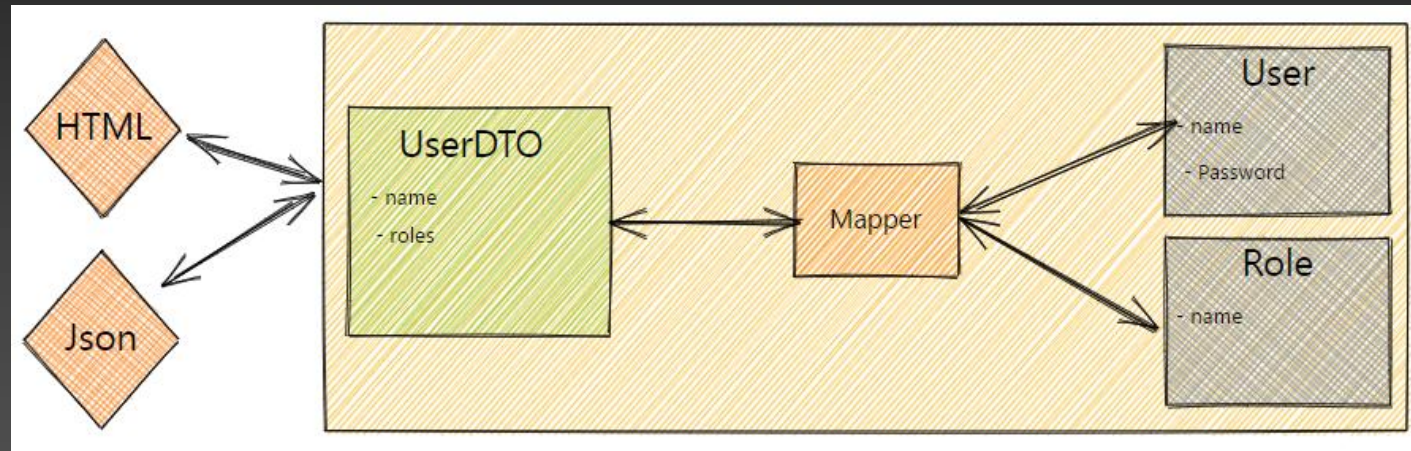 HTML
Json
UserDTO
- name
- roles
Mapper
User
- name
- Password
Role
- name